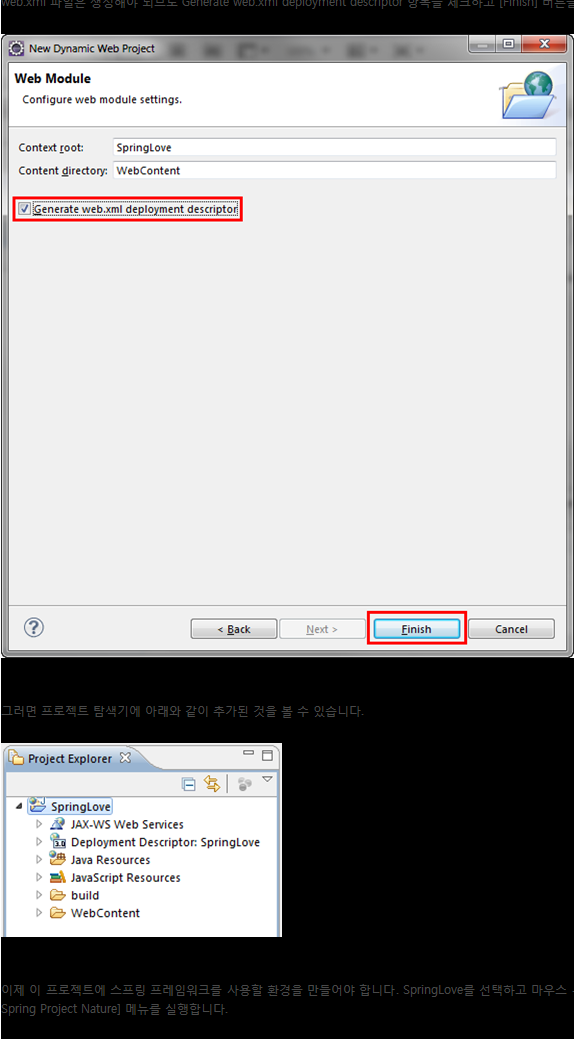 web.xml 파일은 생성해야 되므로 Generate web.xml deployment descriptor 항목을 체크하고 [Finish] 버튼을
New Dynamic Web Project
Web Module
Configure web module settings.
Context root: SpringLove
Content directory: WebContent
Generate web.xml deployment descriptor
?
< Back Next > Finish Cancel
그러면 프로젝트 탐색기에 아래와 같이 추가된 것을 볼 수 있습니다.
Project Explorer
SpringLove
JAX-WS Web Services
3.0 Deployment Descriptor: SpringLove
Java Resources
JavaScript Resources
build
WebContent
이제 이 프로젝트에 스프링 프레임워크를 사용할 환경을 만들어야 합니다. SpringLove를 선택하고 마우스
Spring Project Nature] 메뉴를 실행합니다.